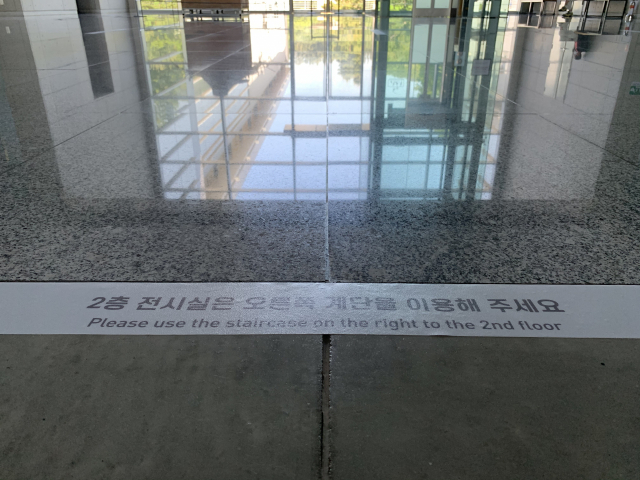 2층 전시실은 오른쪽 계단을 이용해 주세요
Please use the staircase on the right to the 2nd floor